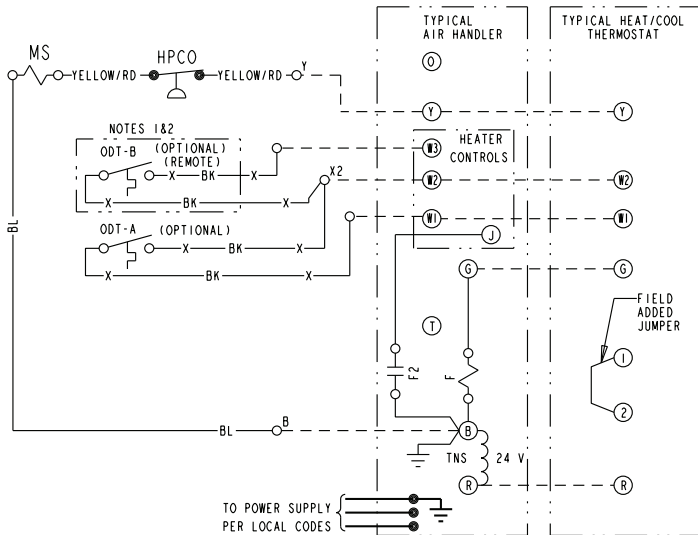 TYPICAL
AIR HANDLER
TYPICAL HEAT/COOL
THERMOSTAT
MS
HPCO
YELLOW/RD
YELLOW/RD
Y
O
Y
Y
NOTES 1&2
ODT-B
(OPTIONAL)
(REMOTE)
X
BK
X
X
BK
X
X2
HEATER
CONTROLS
W3
W2
W2
W1
W1
J
ODT-A
(OPTIONAL)
X
BK
X
X
BK
X
BL
G
G
FIELD
ADDED
JUMPER
T
F2
F
1
2
BL
B
B
TNS
24 V
R
R
TO POWER SUPPLY
PER LOCAL CODES